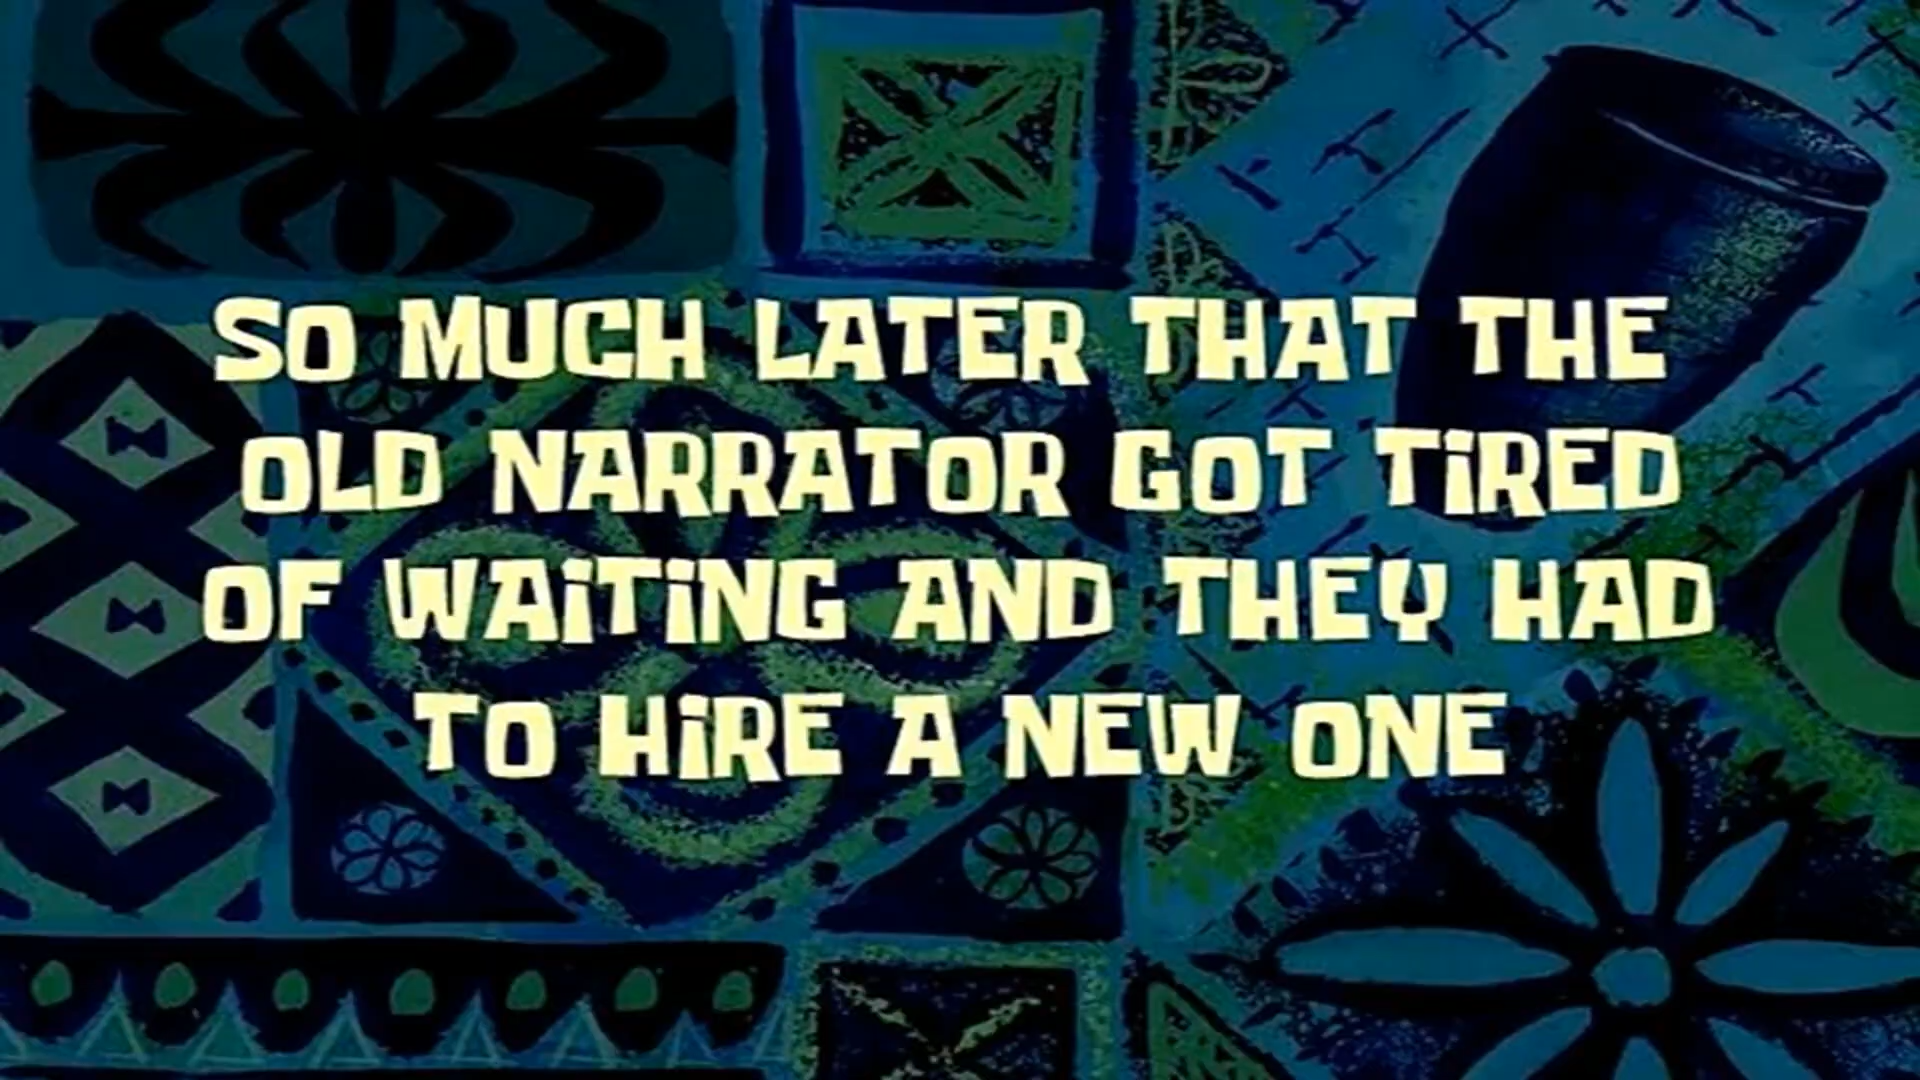 SO MUCH LATER THAT THE
OLD NARRATOR GOT TiRED
OF WAiTiNG AND THEY HAD
TO HiRE A NEW ONE